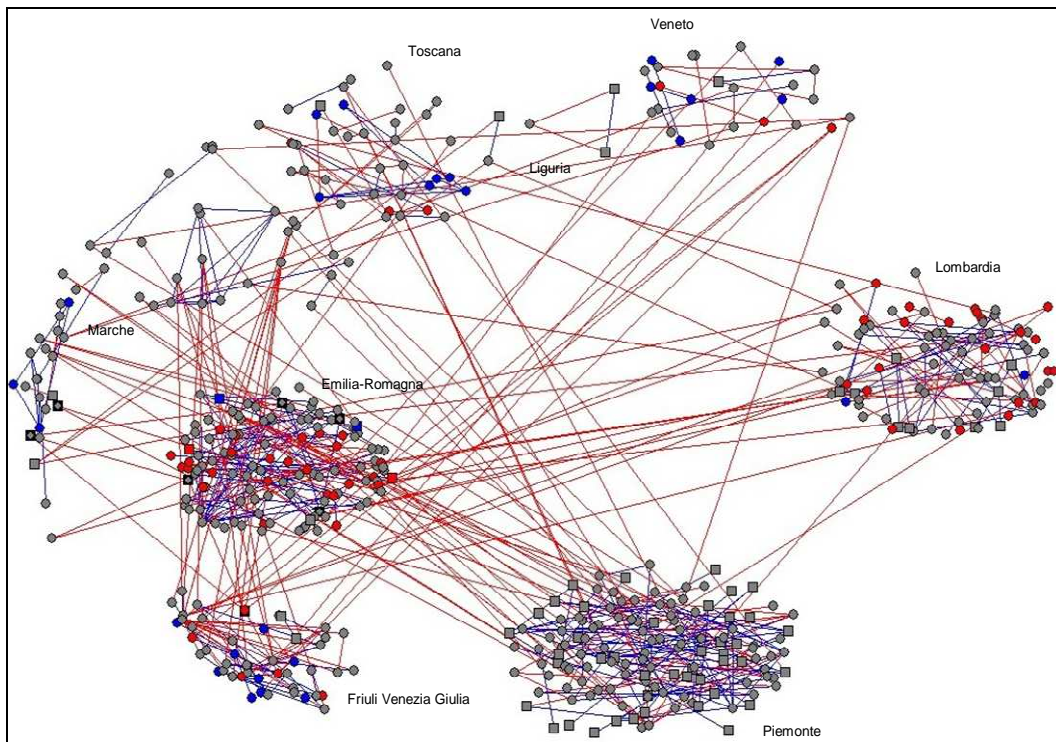 Veneto
Toscana
Liguria
Lombardia
Marche
Emilia-Romagna
Friuli Venezia Giulia
Piemonte